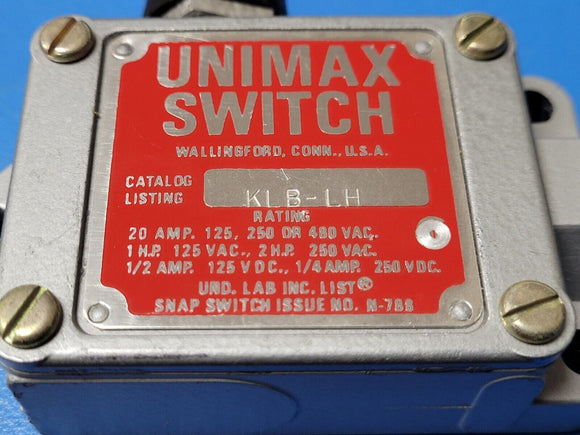 UNIMAX
SWITCH
WALLINGFORD, CONN., U.S.A.
CATALOG
LISTING KLB-LH
RATING
20 AMP. 125, 250 OR 480 VAC.
1 H.P. 125 VAC., 2 H.P. 250 VAC.
1/2 AMP. 125 VDC., 1/4 AMP. 250 VDC.
UND. LAB INC. LIST®
SNAP SWITCH ISSUE NO. N-788